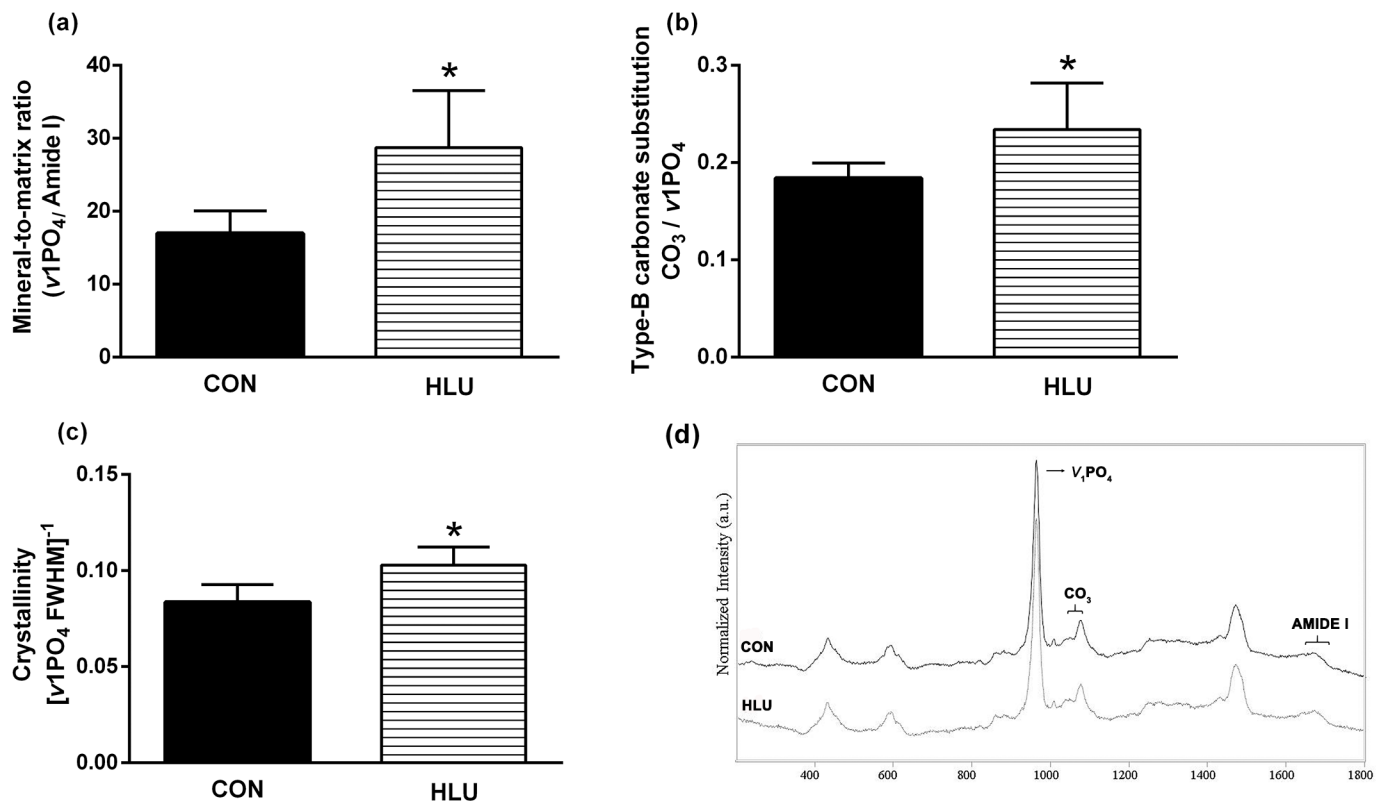 (a)
Mineral-to-matrix ratio
(v1PO4/ Amide I)
40
30
20
10
0
*
CON
HLU
(b)
Type-B carbonate substitution
CO3 / v1PO4
0.3
0.2
0.1
0.0
*
CON
HLU
(c)
Crystallinity
[v1PO4 FWHM]-1
0.15
0.10
0.05
0.00
*
CON
HLU
(d)
Normalized Intensity (a.u.)
V1PO4
CO3
AMIDE I
CON
HLU
400 600 800 1000 1200 1400 1600 1800